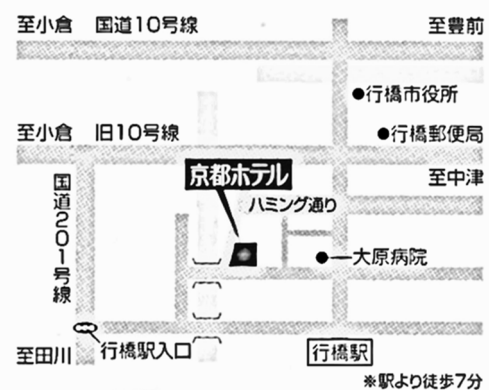 至小倉 国道10号線 至豊前
●行橋市役所
至小倉 旧10号線 ●行橋郵便局
京都ホテル 至中津
国道201号線
ハミング通り
●大原病院
行橋駅入口 行橋駅
至田川
※駅より徒歩7分